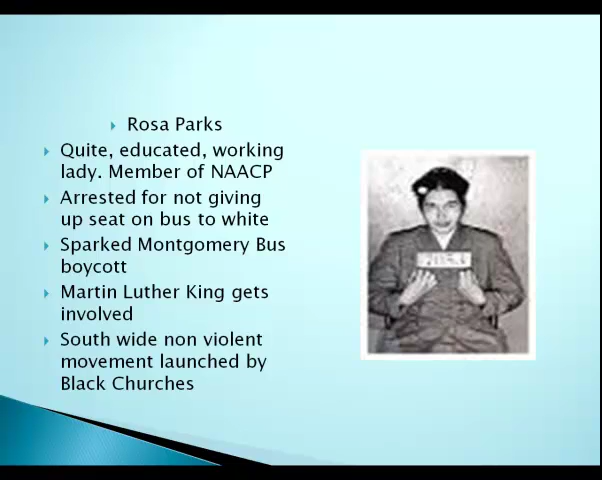 Rosa Parks
Quite, educated, working
lady. Member of NAACP
Arrested for not giving
up seat on bus to white
Sparked Montgomery Bus
boycott
Martin Luther King gets
involved
South wide non violent
movement launched by
Black Churches